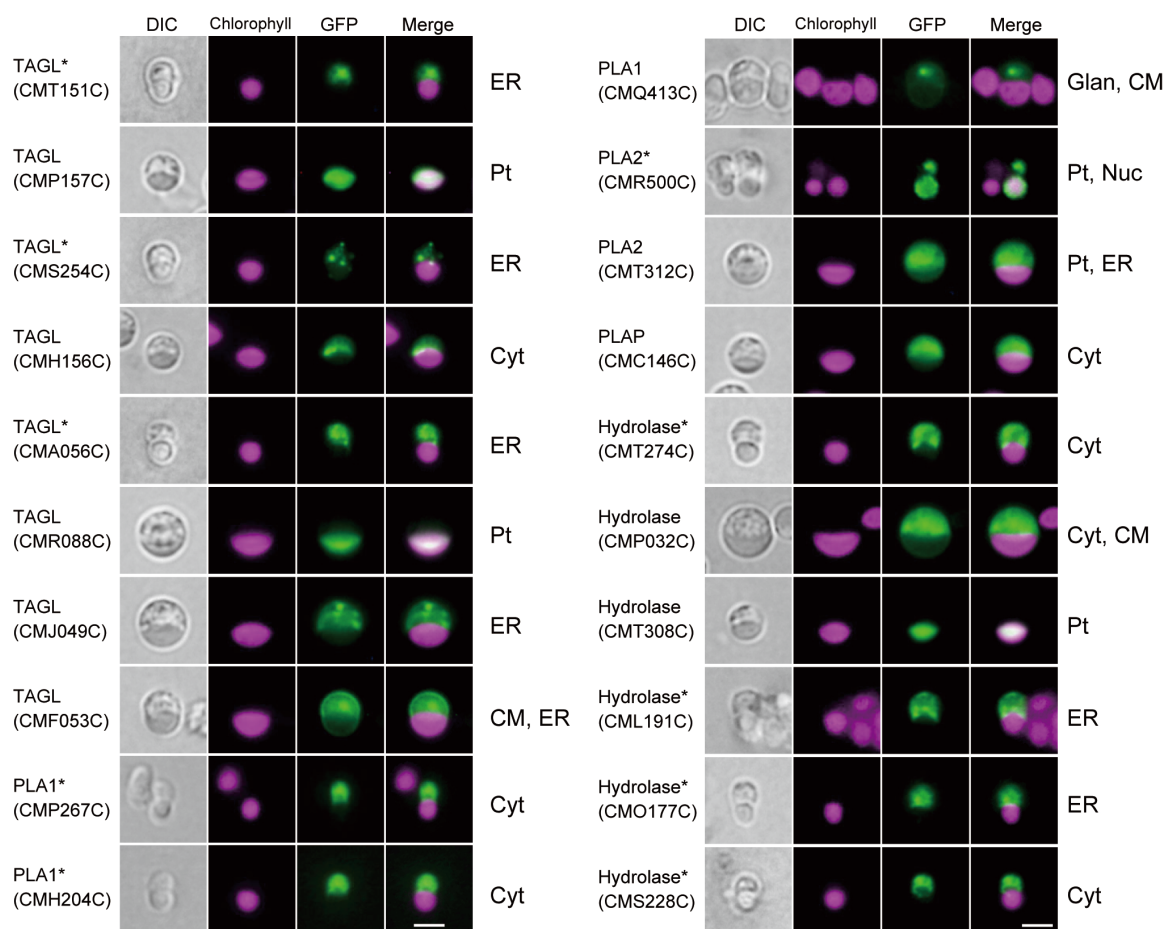 DIC Chlorophyll GFP Merge
TAGL*
(CMT151C)
ER
TAGL
(CMP157C)
Pt
TAGL*
(CMS254C)
ER
TAGL
(CMH156C)
Cyt
TAGL*
(CMA056C)
ER
TAGL
(CMR088C)
Pt
TAGL
(CMJ049C)
ER
TAGL
(CMF053C)
CM, ER
PLA1*
(CMP267C)
Cyt
PLA1*
(CMH204C)
Cyt
DIC Chlorophyll GFP Merge
PLA1
(CMQ413C)
Glan, CM
PLA2*
(CMR500C)
Pt, Nuc
PLA2
(CMT312C)
Pt, ER
PLAP
(CMC146C)
Cyt
Hydrolase*
(CMT274C)
Cyt
Hydrolase
(CMP032C)
Cyt, CM
Hydrolase
(CMT308C)
Pt
Hydrolase*
(CML191C)
ER
Hydrolase*
(CMO177C)
ER
Hydrolase*
(CMS228C)
Cyt